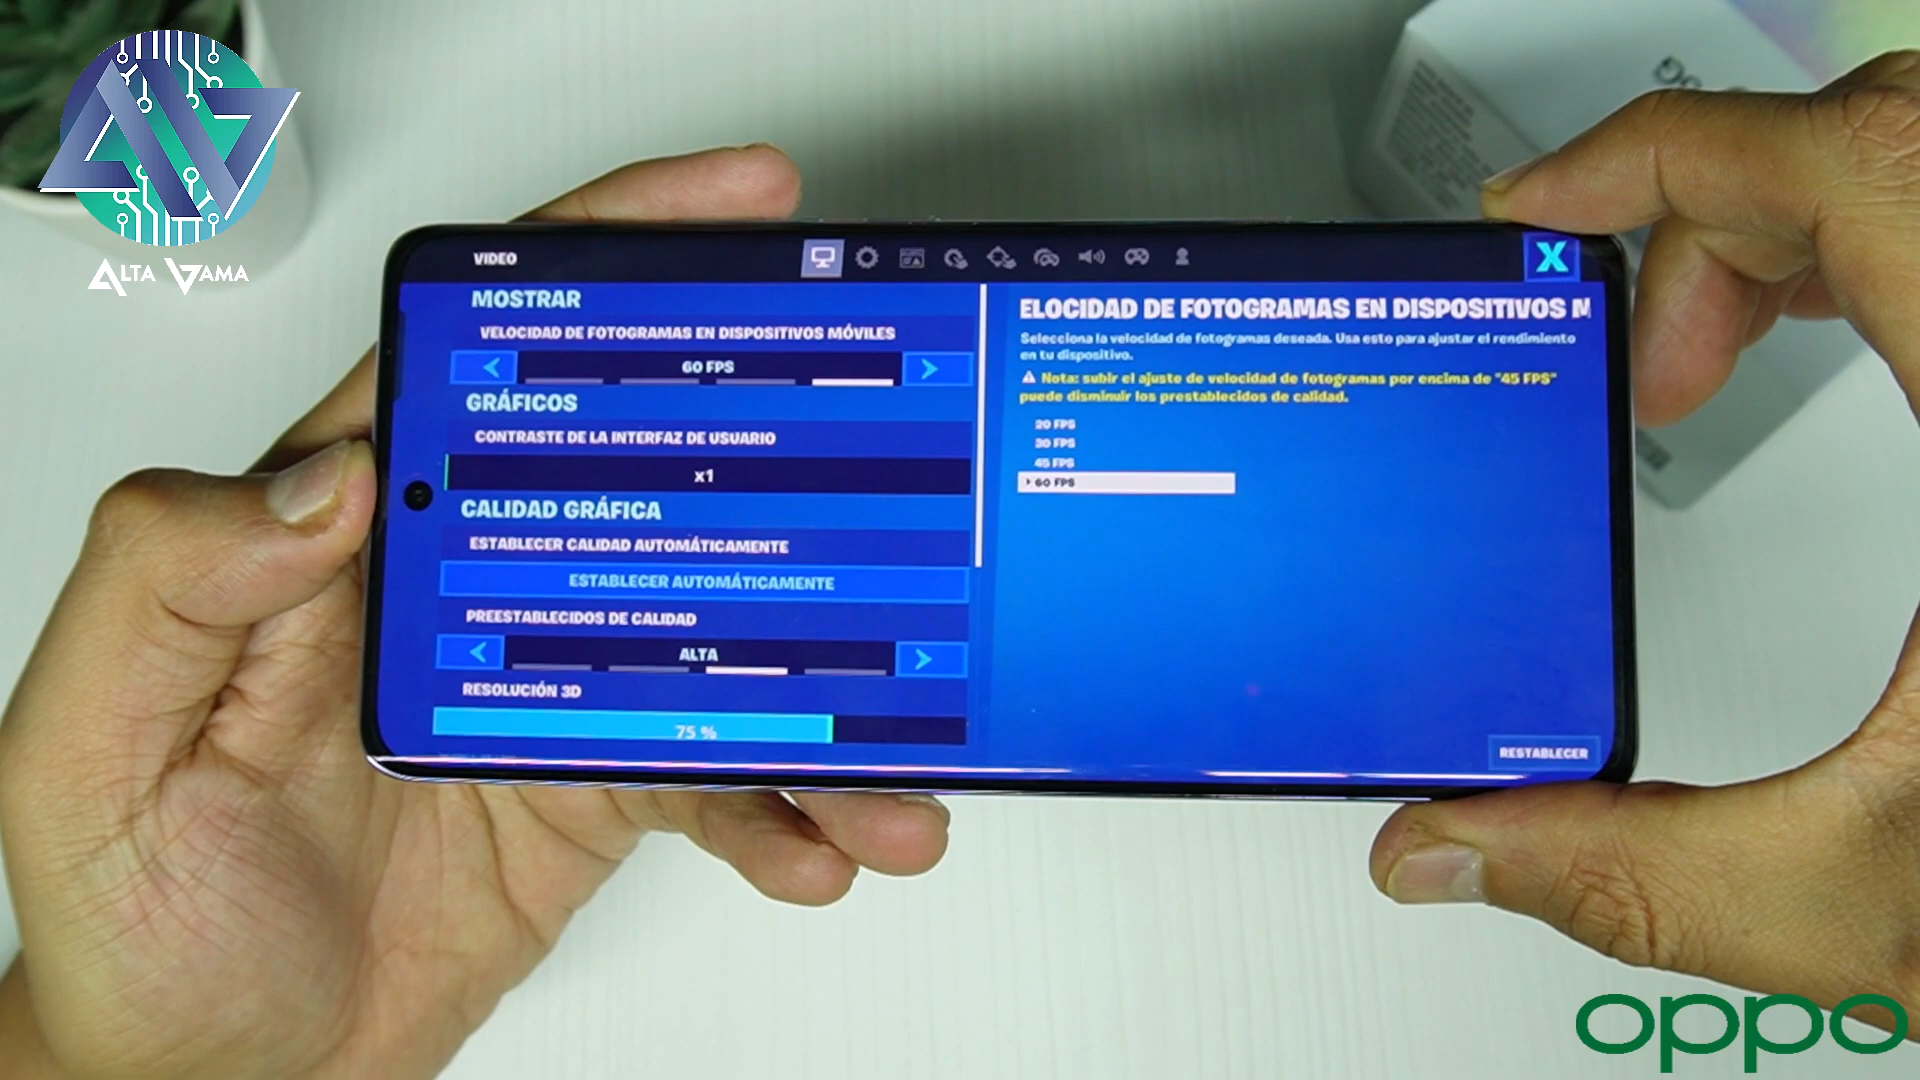 ALTA GAMA
VIDEO
X
MOSTRAR
VELOCIDAD DE FOTOGRAMAS EN DISPOSITIVOS MÓVILES
60 FPS
GRÁFICOS
CONTRASTE DE LA INTERFAZ DE USUARIO
x1
CALIDAD GRÁFICA
ESTABLECER CALIDAD AUTOMÁTICAMENTE
ESTABLECER AUTOMÁTICAMENTE
PREESTABLECIDOS DE CALIDAD
ALTA
RESOLUCIÓN 3D
75 %
ELOCIDAD DE FOTOGRAMAS EN DISPOSITIVOS M
Selecciona la velocidad de fotogramas deseada. Usa esto para ajustar el rendimiento
en tu dispositivo.
Nota: subir el ajuste de velocidad de fotogramas por encima de "45 FPS"
puede disminuir los prestablecidos de calidad.
20 FPS
30 FPS
45 FPS
60 FPS
RESTABLECER
oppo